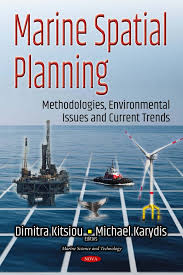 Marine Spatial
Planning
Methodologies, Environmental
Issues and Current Trends
Dimitra Kitsiou • Michael Karydis
Editors
Marine Science and Technology
NOVA